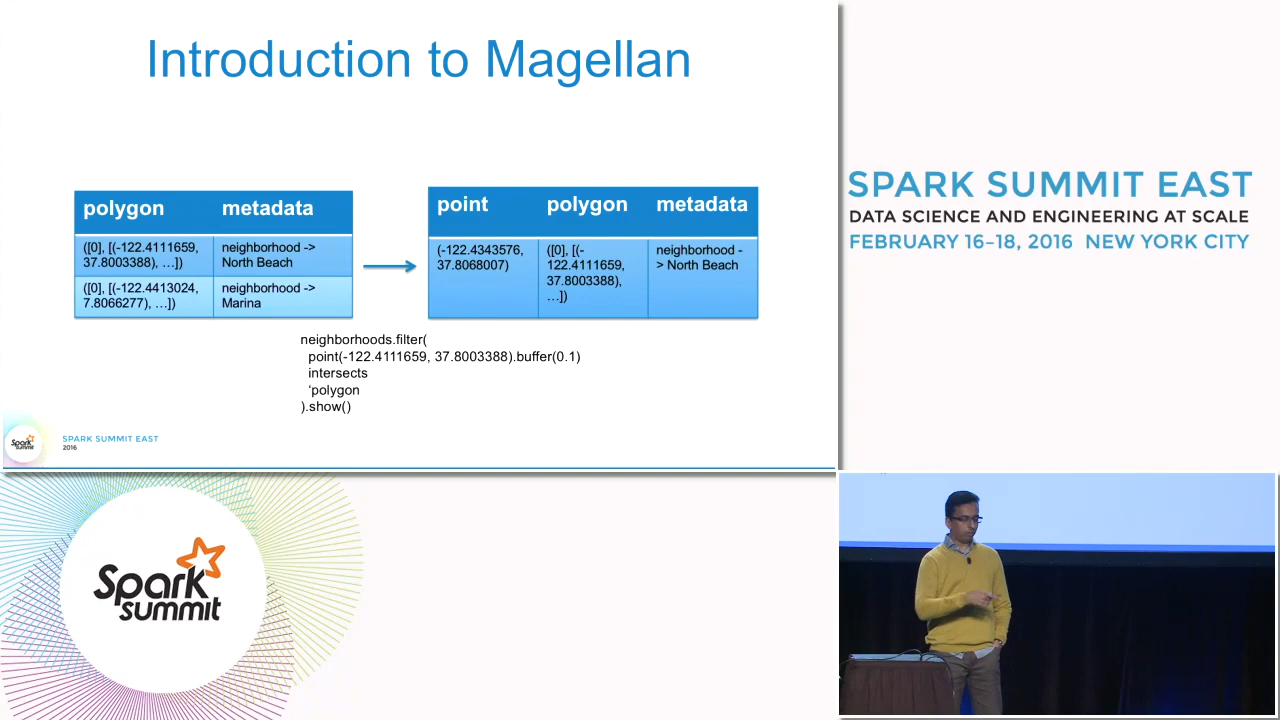 Introduction to Magellan
polygon metadata
([0], [(-122.4111659,
37.8003388), …])
neighborhood ->
North Beach
([0], [(-122.4413024,
7.8066277), …])
neighborhood ->
Marina
point polygon metadata
(-122.4343576,
37.8068007)
([0], [(-
122.4111659,
37.8003388),
…])
neighborhood -
> North Beach
neighborhoods.filter(
point(-122.4111659, 37.8003388).buffer(0.1)
intersects
‘polygon
).show()
Spark
summit
SPARK SUMMIT EAST
2016
SPARK SUMMIT EAST
DATA SCIENCE AND ENGINEERING AT SCALE
FEBRUARY 16–18, 2016 NEW YORK CITY
Spark
summit